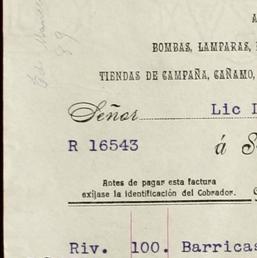 BOMBAS, LAMPARAS,
TIENDAS DE CAMPAÑA, CAÑAMO,
Señor Lic
R 16543 á
Antes de pagar esta factura
exijase la identificación del Cobrador.
Riv. 100. Barricas